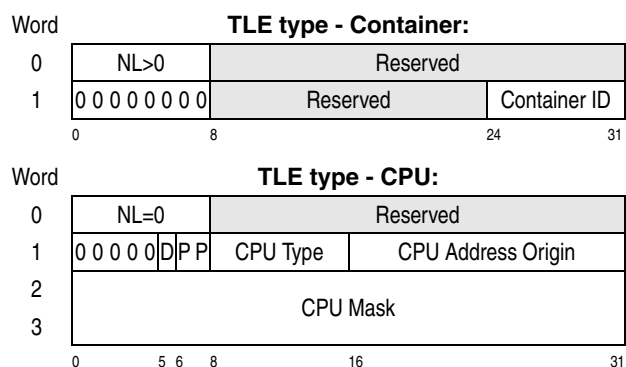 Word TLE type - Container:
0 NL>0 Reserved
1 0 0 0 0 0 0 0 0 Reserved Container ID
0 8 24 31
Word TLE type - CPU:
0 NL=0 Reserved
1 0 0 0 0 0 D P P CPU Type CPU Address Origin
2
CPU Mask
3
0 5 6 8 16 31